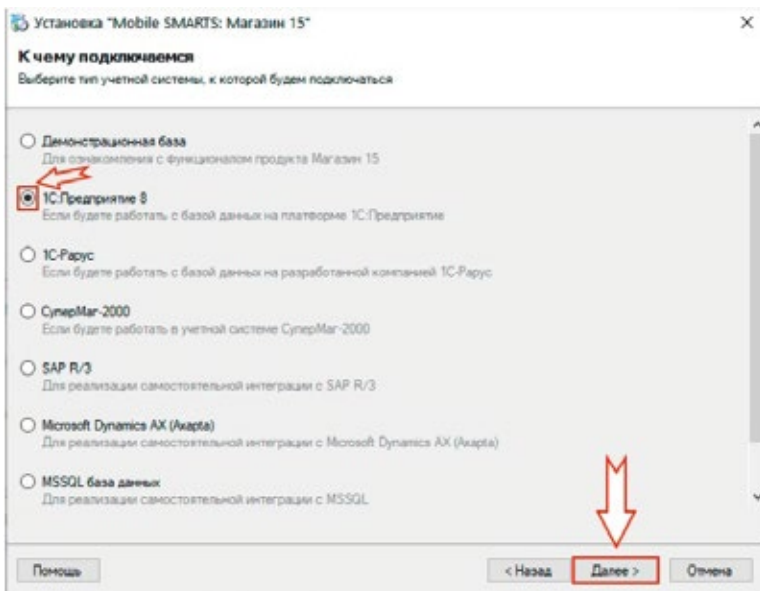 Установка "Mobile SMARTS: Магазин 15"
К чему подключаемся
Выберите тип учетной системы, к которой будем подключаться
Демонстрационная база
Для ознакомления с функционалом продукта Магазин 15
1С:Предприятие 8
Если будете работать с базой данных на платформе 1С:Предприятие
1С-Рарус
Если будете работать с базой данных на разработанной компанией 1С-Рарус
СуперМаг-2000
Если будете работать в учетной системе СуперМаг-2000
SAP R/3
Для реализации самостоятельной интеграции с SAP R/3
Microsoft Dynamics AX (Axapta)
Для реализации самостоятельной интеграции с Microsoft Dynamics AX (Axapta)
MSSQL база данных
Для реализации самостоятельной интеграции с MSSQL
Помощь
< Назад
Далее >
Отмена